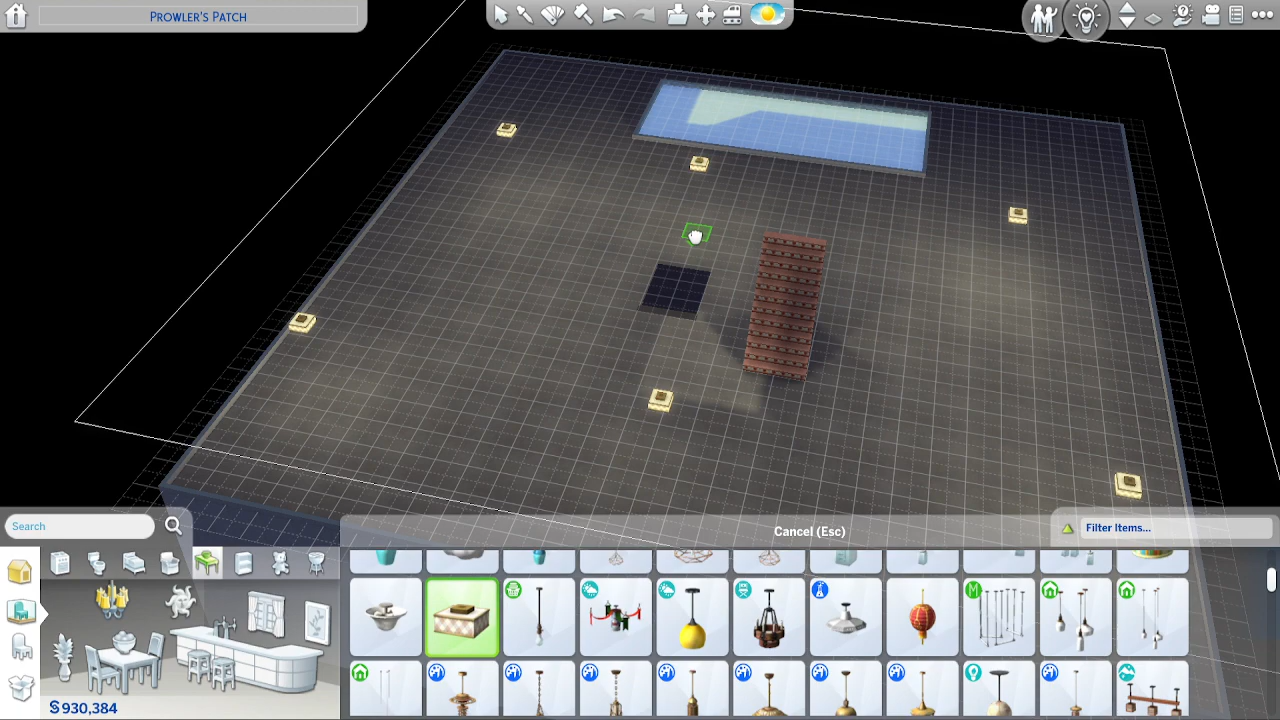 PROWLER'S PATCH
Search
Cancel (Esc)
Filter Items...
§930,384